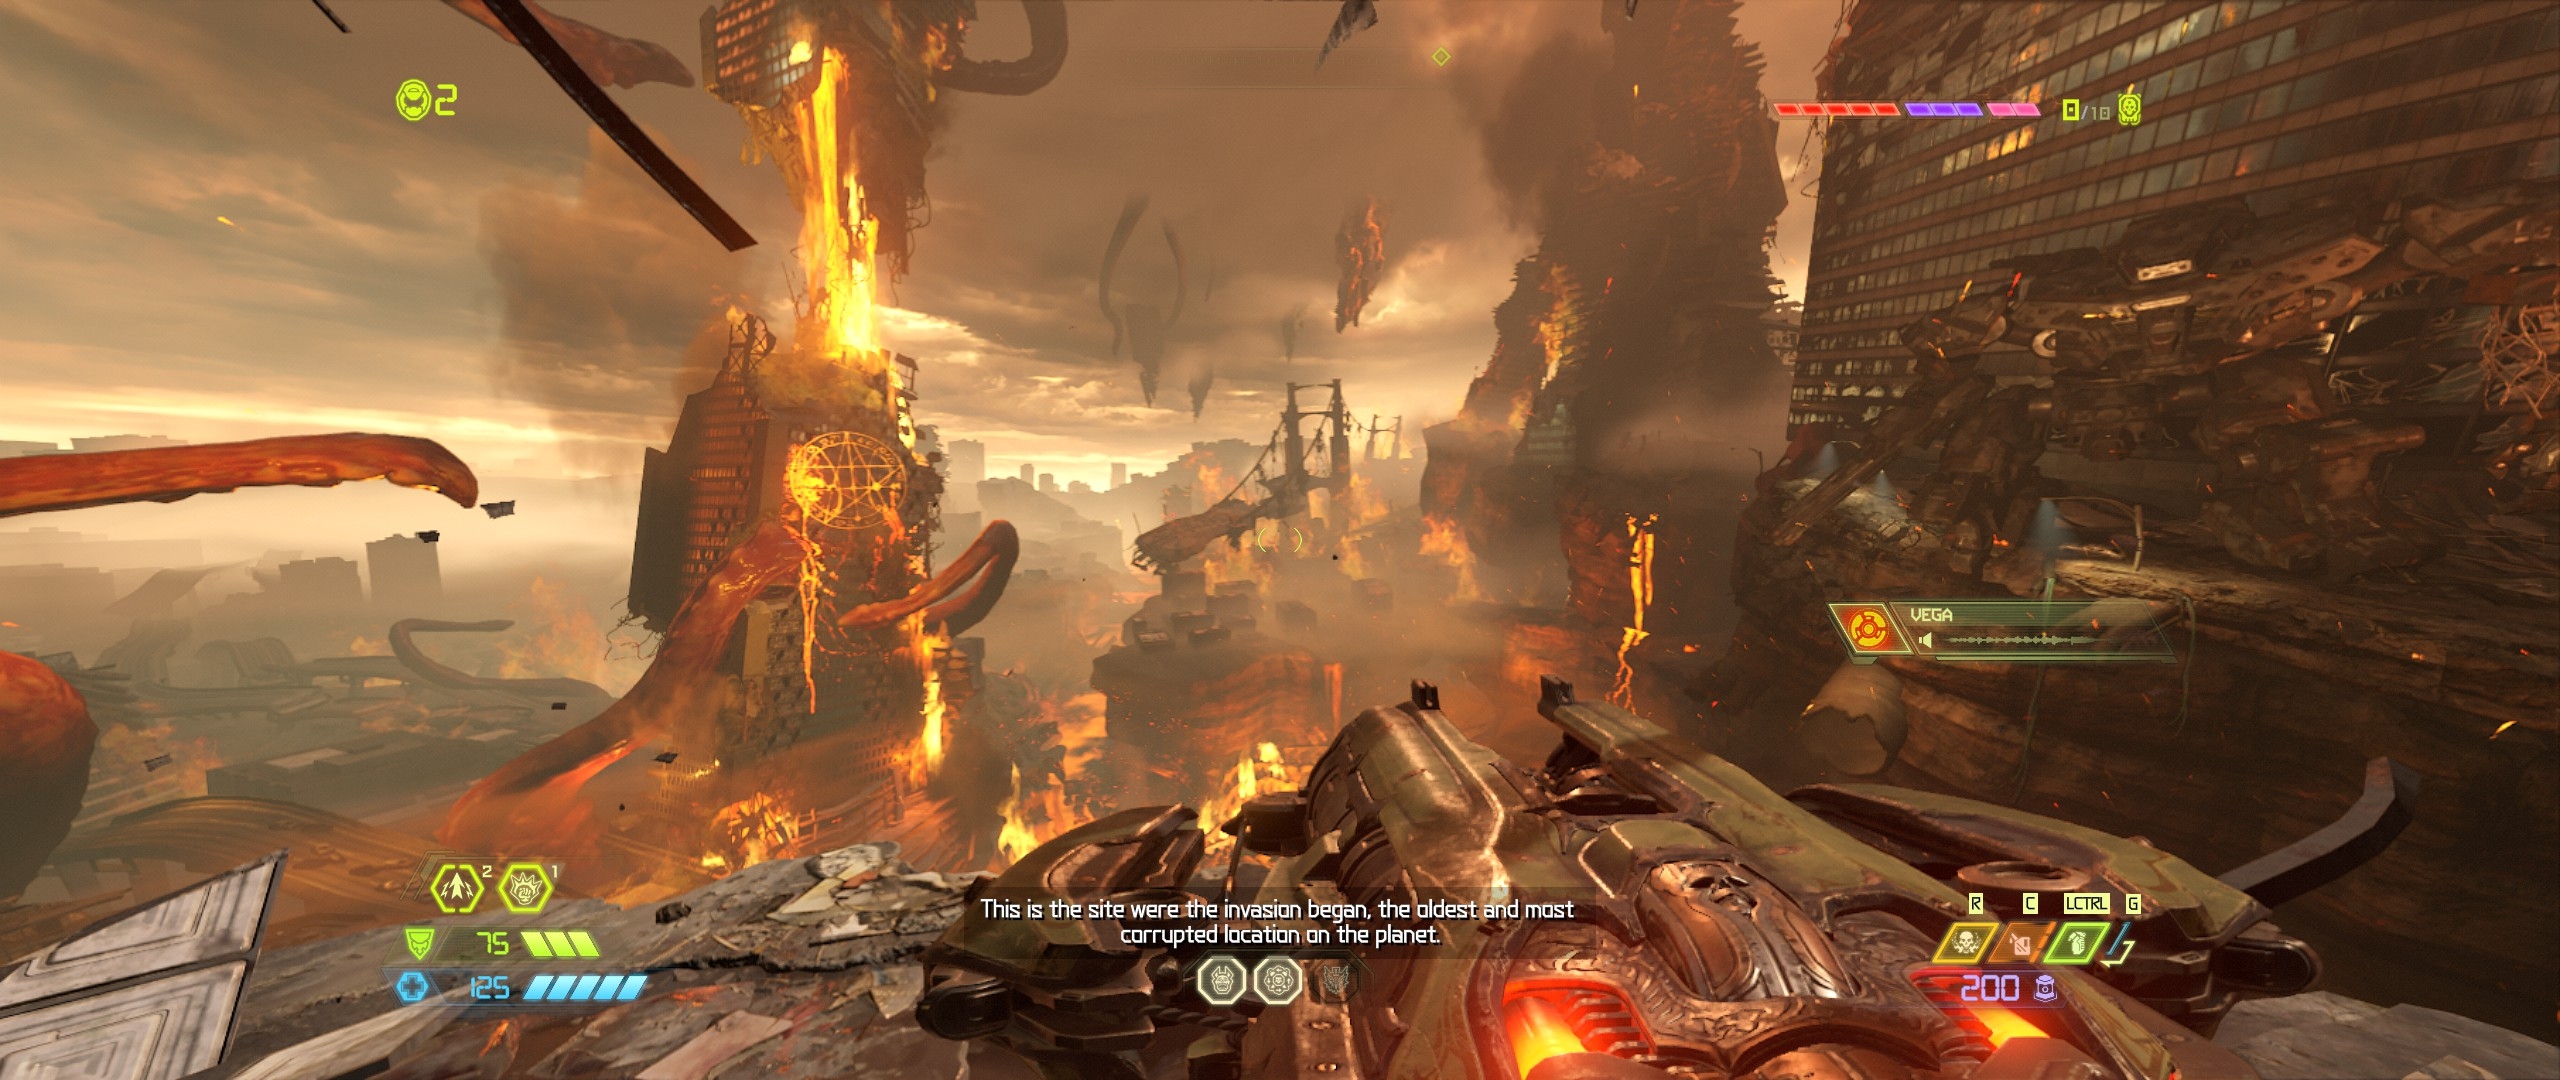 2
0/10
VEGA
2
1
75
125
This is the site were the invasion began, the oldest and most
corrupted location on the planet.
R C LCTRL G
200